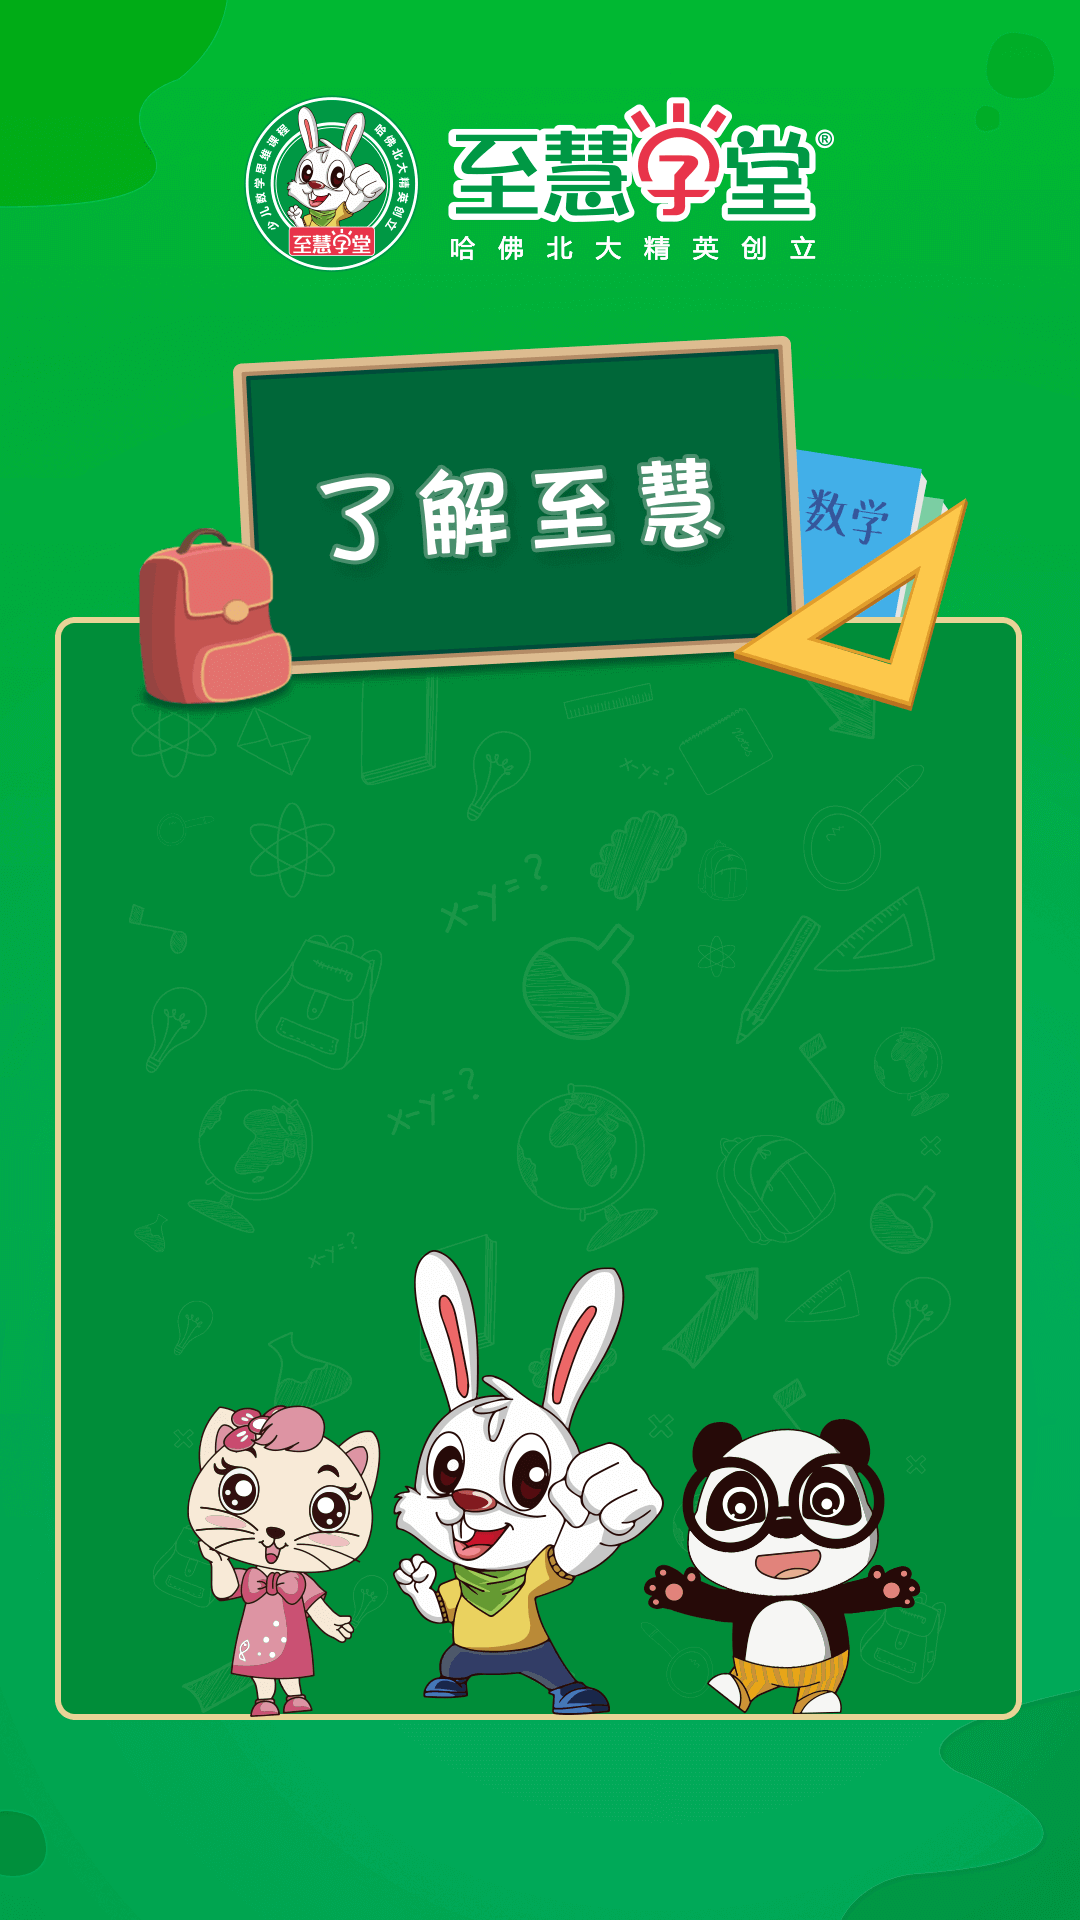 少儿数学思维课程 哈佛北大精英创立
至慧学堂
至慧学堂®
哈佛北大精英创立
了解至慧
数学
x-y=?
x-y=?
x-y=?
x-y=?